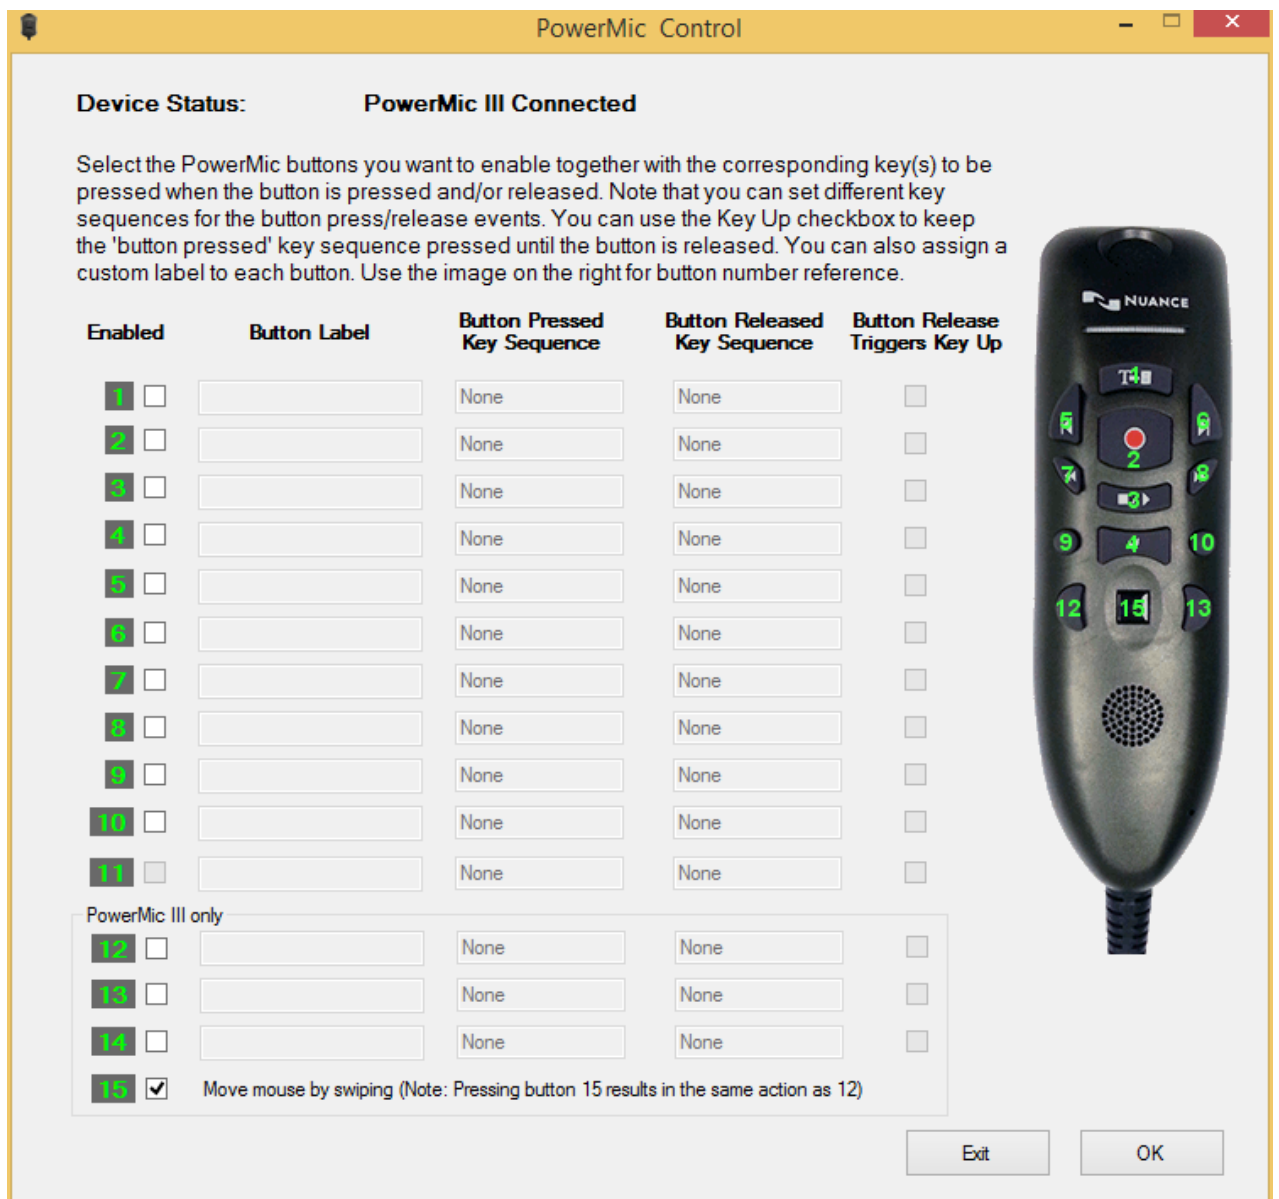 PowerMic Control
Device Status: PowerMic III Connected
Select the PowerMic buttons you want to enable together with the corresponding key(s) to be
pressed when the button is pressed and/or released. Note that you can set different key
sequences for the button press/release events. You can use the Key Up checkbox to keep
the 'button pressed' key sequence pressed until the button is released. You can also assign a
custom label to each button. Use the image on the right for button number reference.
Enabled Button Label Button Pressed Key Sequence Button Released Key Sequence Button Release Triggers Key Up
1 None None
2 None None
3 None None
4 None None
5 None None
6 None None
7 None None
8 None None
9 None None
10 None None
11 None None
PowerMic III only
12 None None
13 None None
14 None None
15 Move mouse by swiping (Note: Pressing button 15 results in the same action as 12)
Exit OK
NUANCE
1
5 6
2
7 8
3
9 4 10
12 15 13